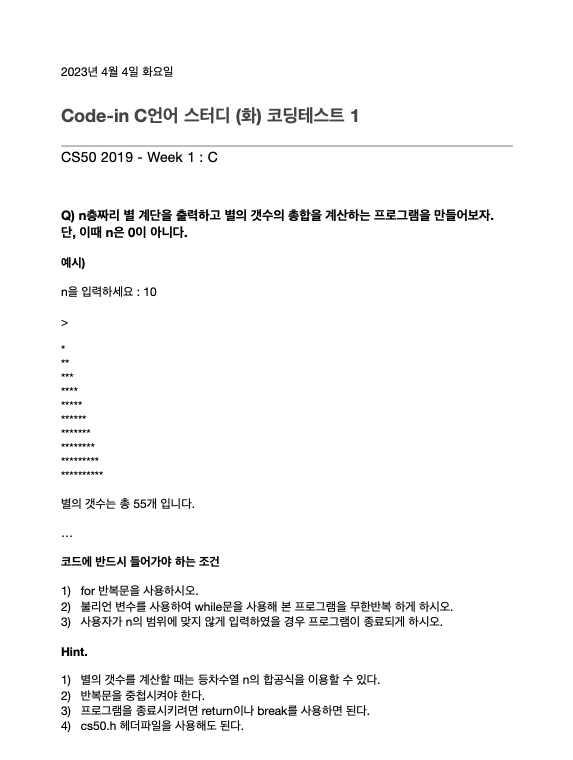 2023년 4월 4일 화요일
Code-in C언어 스터디 (화) 코딩테스트 1
CS50 2019 - Week 1 : C
Q) n층짜리 별 계단을 출력하고 별의 갯수의 총합을 계산하는 프로그램을 만들어보자.
단, 이때 n은 0이 아니다.
예시)
n을 입력하세요 : 10
>
*
**
***
****
*****
******
*******
********
*********
**********
별의 갯수는 총 55개 입니다.
...
코드에 반드시 들어가야 하는 조건
1) for 반복문을 사용하시오.
2) 불리언 변수를 사용하여 while문을 사용해 본 프로그램을 무한반복 하게 하시오.
3) 사용자가 n의 범위에 맞지 않게 입력하였을 경우 프로그램이 종료되게 하시오.
Hint.
1) 별의 갯수를 계산할 때는 등차수열 n의 합공식을 이용할 수 있다.
2) 반복문을 중첩시켜야 한다.
3) 프로그램을 종료시키려면 return이나 break를 사용하면 된다.
4) cs50.h 헤더파일을 사용해도 된다.